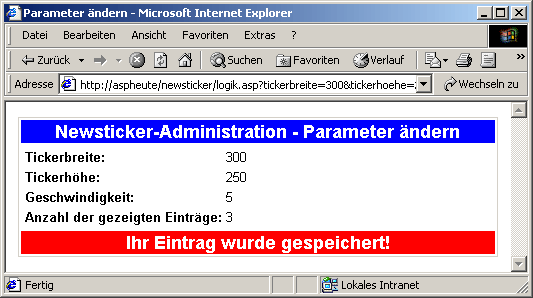 Parameter ändern - Microsoft Internet Explorer
Datei Bearbeiten Ansicht Favoriten Extras ?
Zurück Suchen Favoriten Verlauf »
Adresse http://aspheute/newsticker/logik.asp?tickerbreite=300&tickerhoehe= Wechseln zu
Newsticker-Administration - Parameter ändern
Tickerbreite: 300
Tickerhöhe: 250
Geschwindigkeit: 5
Anzahl der gezeigten Einträge: 3
Ihr Eintrag wurde gespeichert!
Fertig Lokales Intranet